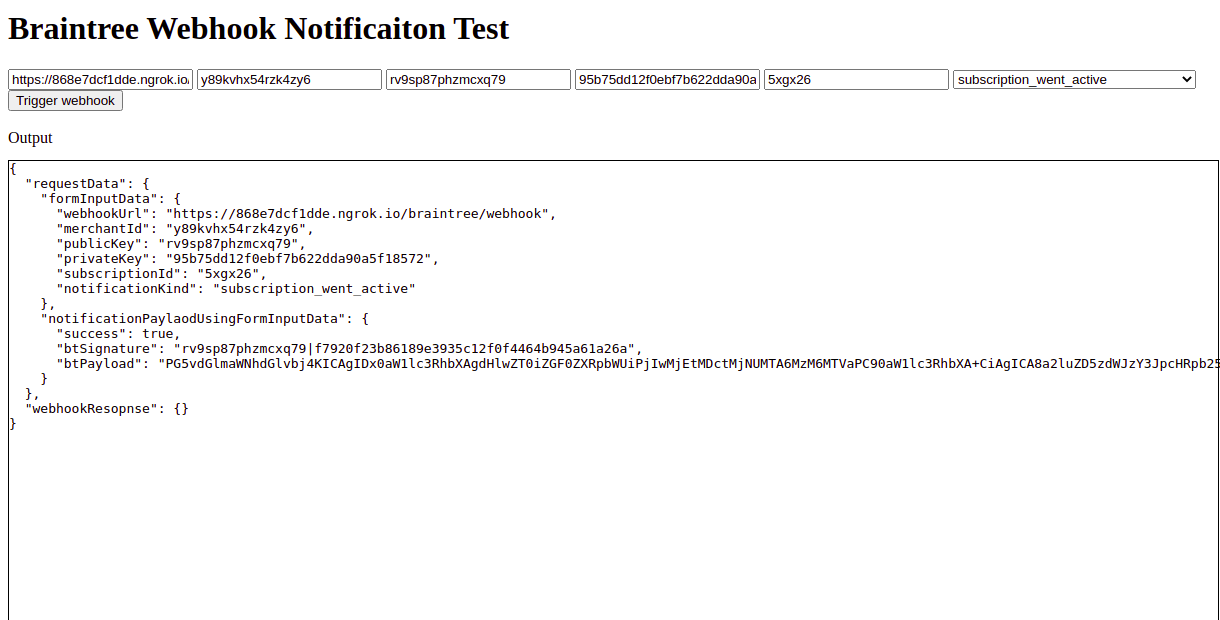 Braintree Webhook Notificaiton Test
https://868e7dcf1dde.ngrok.io/ y89kvhx54rzk4zy6 rv9sp87phzmcxq79 95b75dd12f0ebf7b622dda90a 5xgx26 subscription_went_active
Trigger webhook
Output
{
  "requestData": {
    "formInputData": {
      "webhookUrl": "https://868e7dcf1dde.ngrok.io/braintree/webhook",
      "merchantId": "y89kvhx54rzk4zy6",
      "publicKey": "rv9sp87phzmcxq79",
      "privateKey": "95b75dd12f0ebf7b622dda90a5f18572",
      "subscriptionId": "5xgx26",
      "notificationKind": "subscription_went_active"
    },
    "notificationPaylaodUsingFormInputData": {
      "success": true,
      "btSignature": "rv9sp87phzmcxq79|f7920f23b86189e3935c12f0f4464b945a61a26a",
      "btPayload": "PG5vdGlmaWNhdGlvbj4KICAgIDx0aW1lc3RhbXAgdHlwZT0iZGF0ZXRpbWUiPjIwMjEtMDctMjNUMTA6MzM6MTVaPC90aW1lc3RhbXA+CiAgICA8a2luZD5zdWJzY3JpcHRpb25
    }
  },
  "webhookResopnse": {}
}